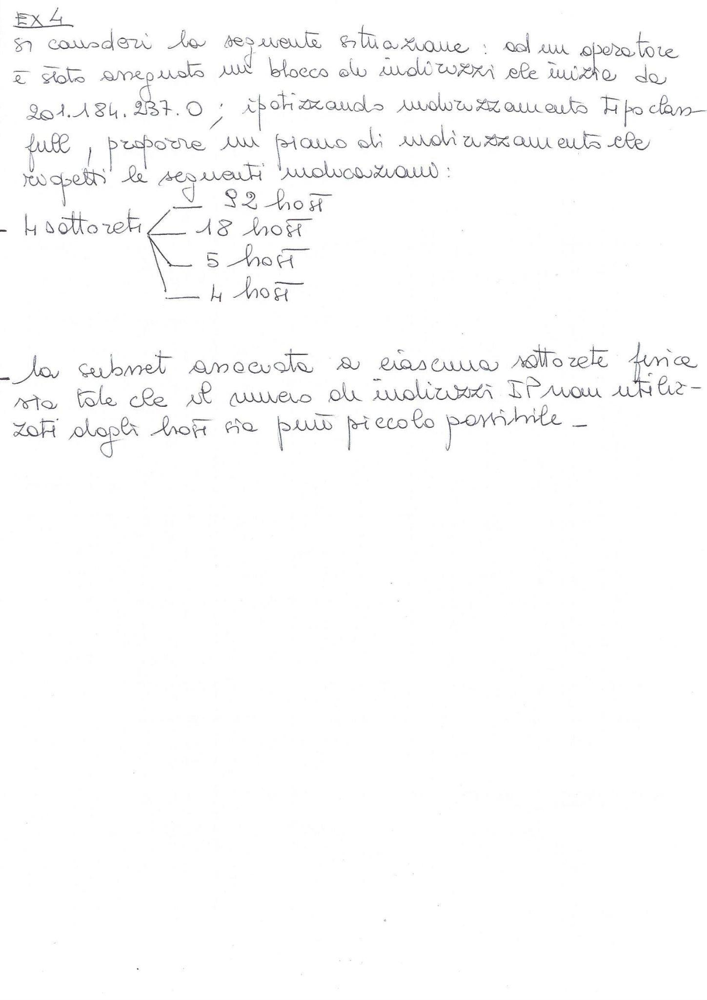 EX 4
si consideri la seguente situazione: ad un operatore
è stato assegnato un blocco di indirizzi che inizia da
201.184.237.0; ipotizzando indirizzamento tipo class-
full, proporre un piano di indirizzamento che
rispetti le seguenti indicazioni:
- 4 sottoreti — 92 host
— 18 host
— 5 host
— 4 host
- la subnet associata a ciascuna sottorete fisica
sia tale che il numero di indirizzi IP non utiliz-
zati dagli host sia più piccolo possibile -